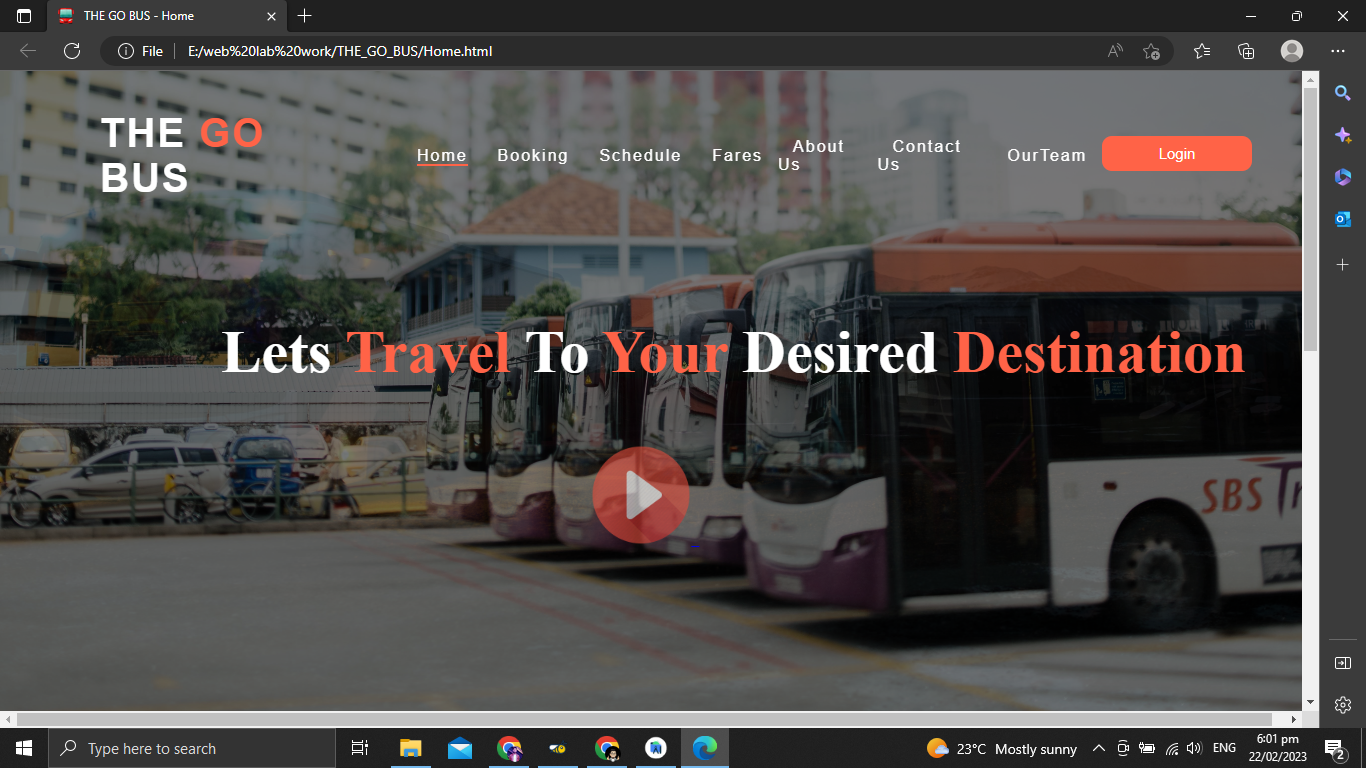 THE GO BUS - Home
File
E:/web%20lab%20work/THE_GO_BUS/Home.html
THE GO
BUS
Home
Booking
Schedule
Fares
About
Us
Contact
Us
OurTeam
Login
Lets Travel To Your Desired Destination
SBS Tr
Type here to search
23°C Mostly sunny
ENG
6:01 pm
22/02/2023
2